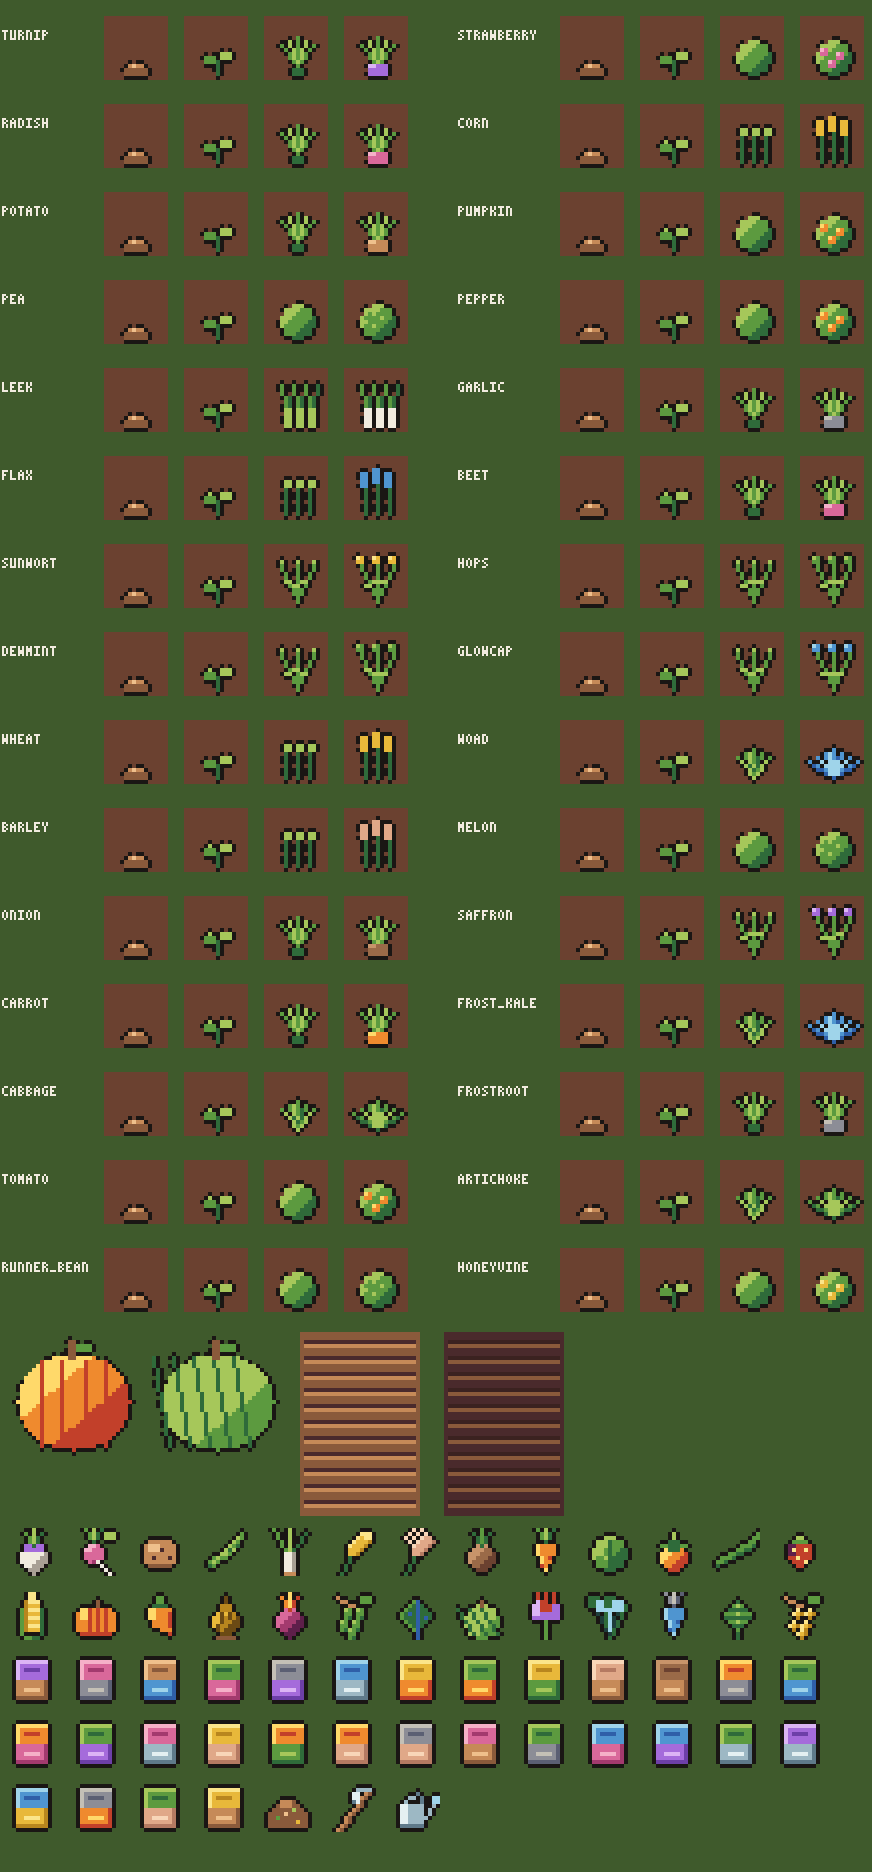 TURNIP
STRAWBERRY
RADISH
CORN
POTATO
PUMPKIN
PEA
PEPPER
LEEK
GARLIC
FLAX
BEET
SUNWORT
HOPS
DEWMINT
GLOWCAP
WHEAT
WOAD
BARLEY
MELON
ONION
SAFFRON
CARROT
FROST_KALE
CABBAGE
FROSTROOT
TOMATO
ARTICHOKE
RUNNER_BEAN
HONEYVINE